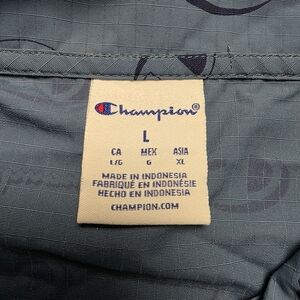 Champion®
L
CA MEX ASIA
L/G G XL
MADE IN INDONESIA
FABRIQUÉ EN INDONÉSIE
HECHO EN INDONESIA
CHAMPION.COM